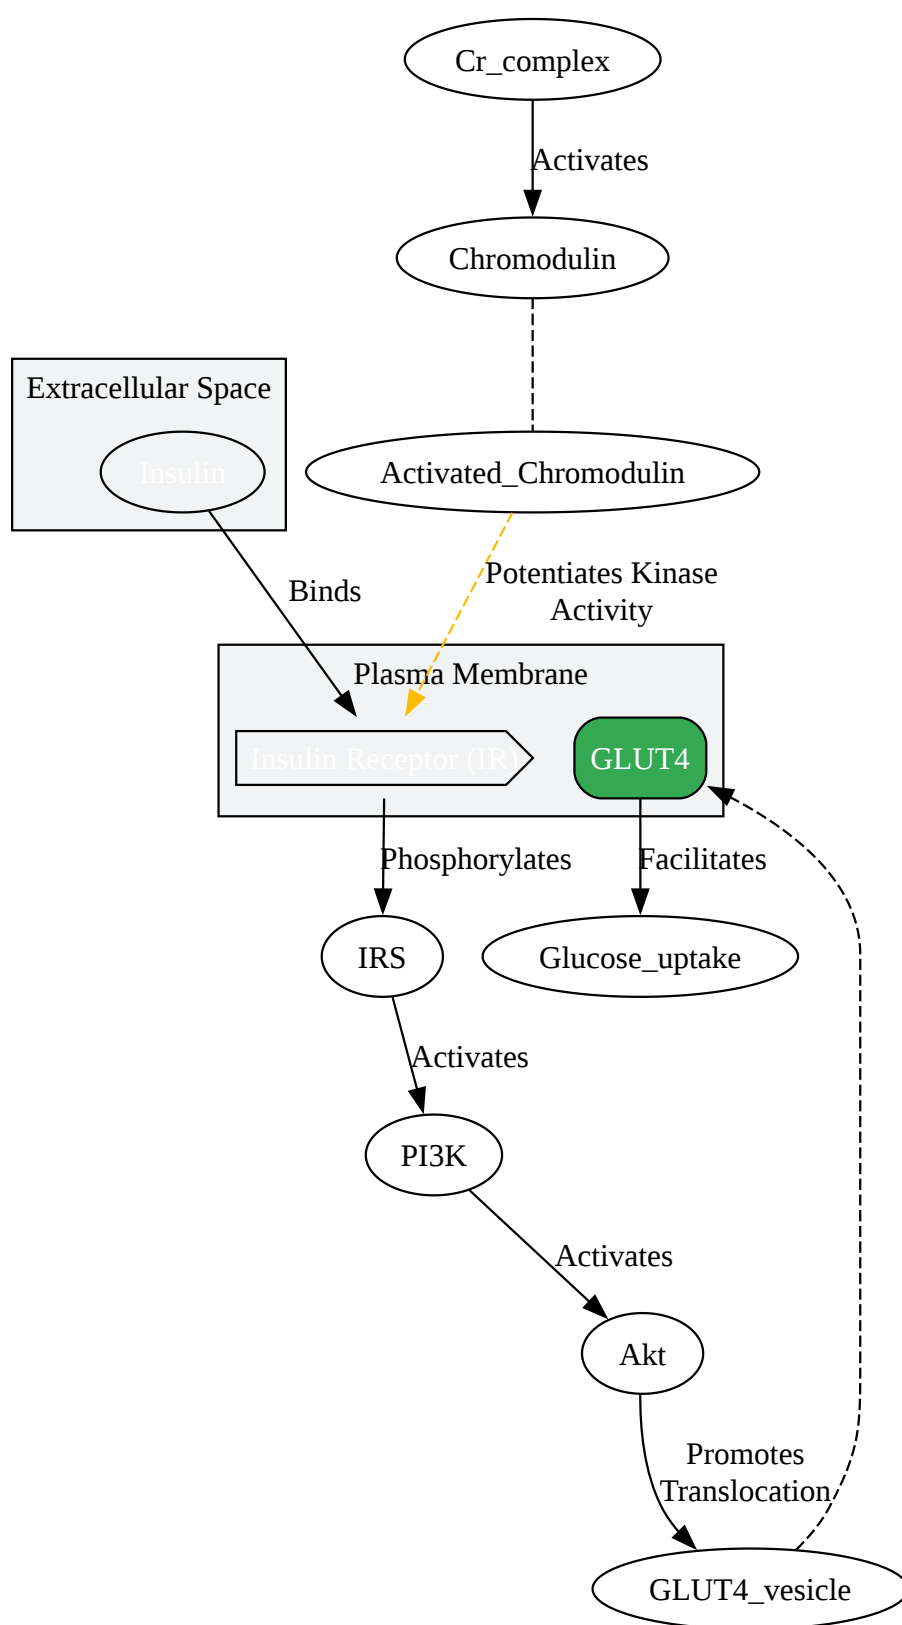 Cr_complex
Activates
Chromodulin
Extracellular Space
Insulin
Activated_Chromodulin
Binds
Potentiates Kinase
Activity
Plasma Membrane
Insulin Receptor (IR)
GLUT4
Phosphorylates
Facilitates
IRS
Glucose_uptake
Activates
PI3K
Activates
Akt
Promotes
Translocation
GLUT4_vesicle